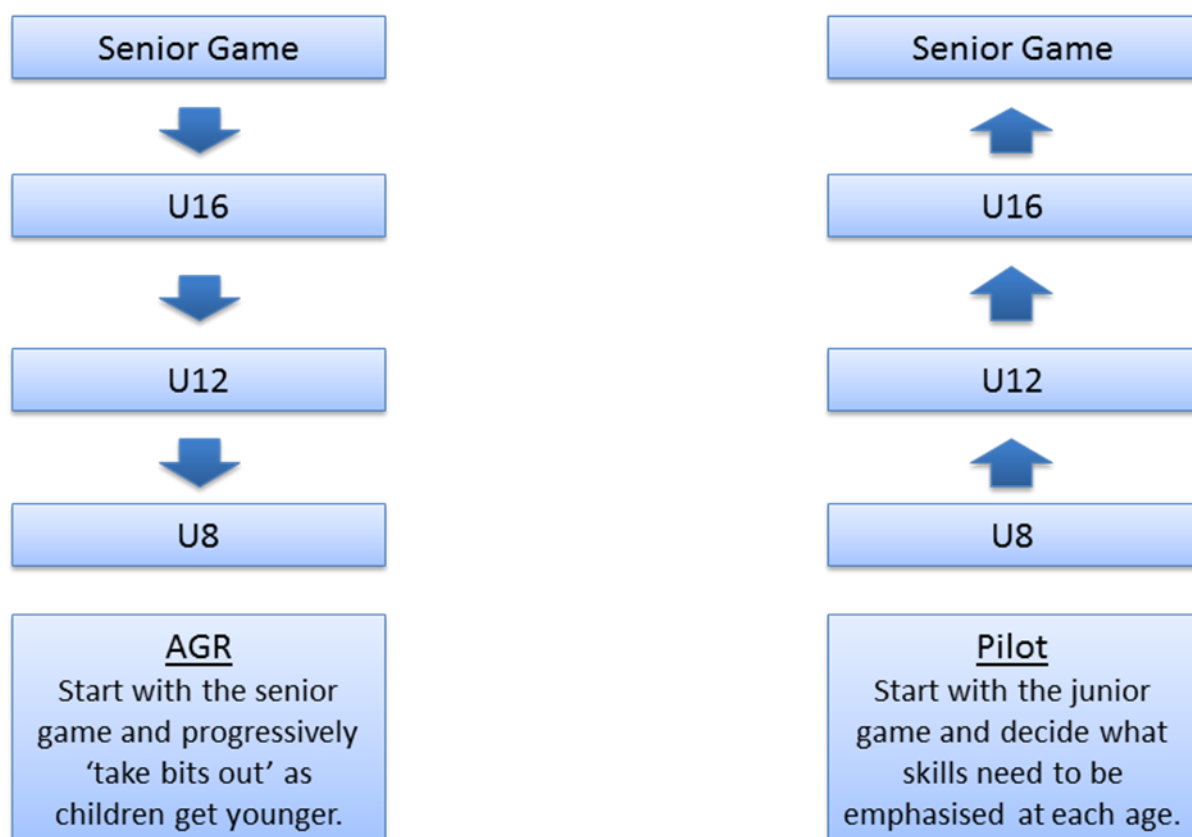 Senior Game
U16
U12
U8
AGR
Start with the senior
game and progressively
‘take bits out’ as
children get younger.
Senior Game
U16
U12
U8
Pilot
Start with the junior
game and decide what
skills need to be
emphasised at each age.